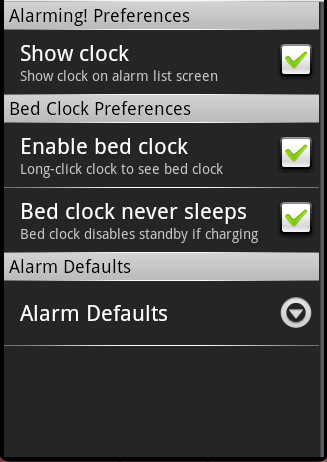 Alarming! Preferences
Show clock
Show clock on alarm list screen
Bed Clock Preferences
Enable bed clock
Long-click clock to see bed clock
Bed clock never sleeps
Bed clock disables standby if charging
Alarm Defaults
Alarm Defaults